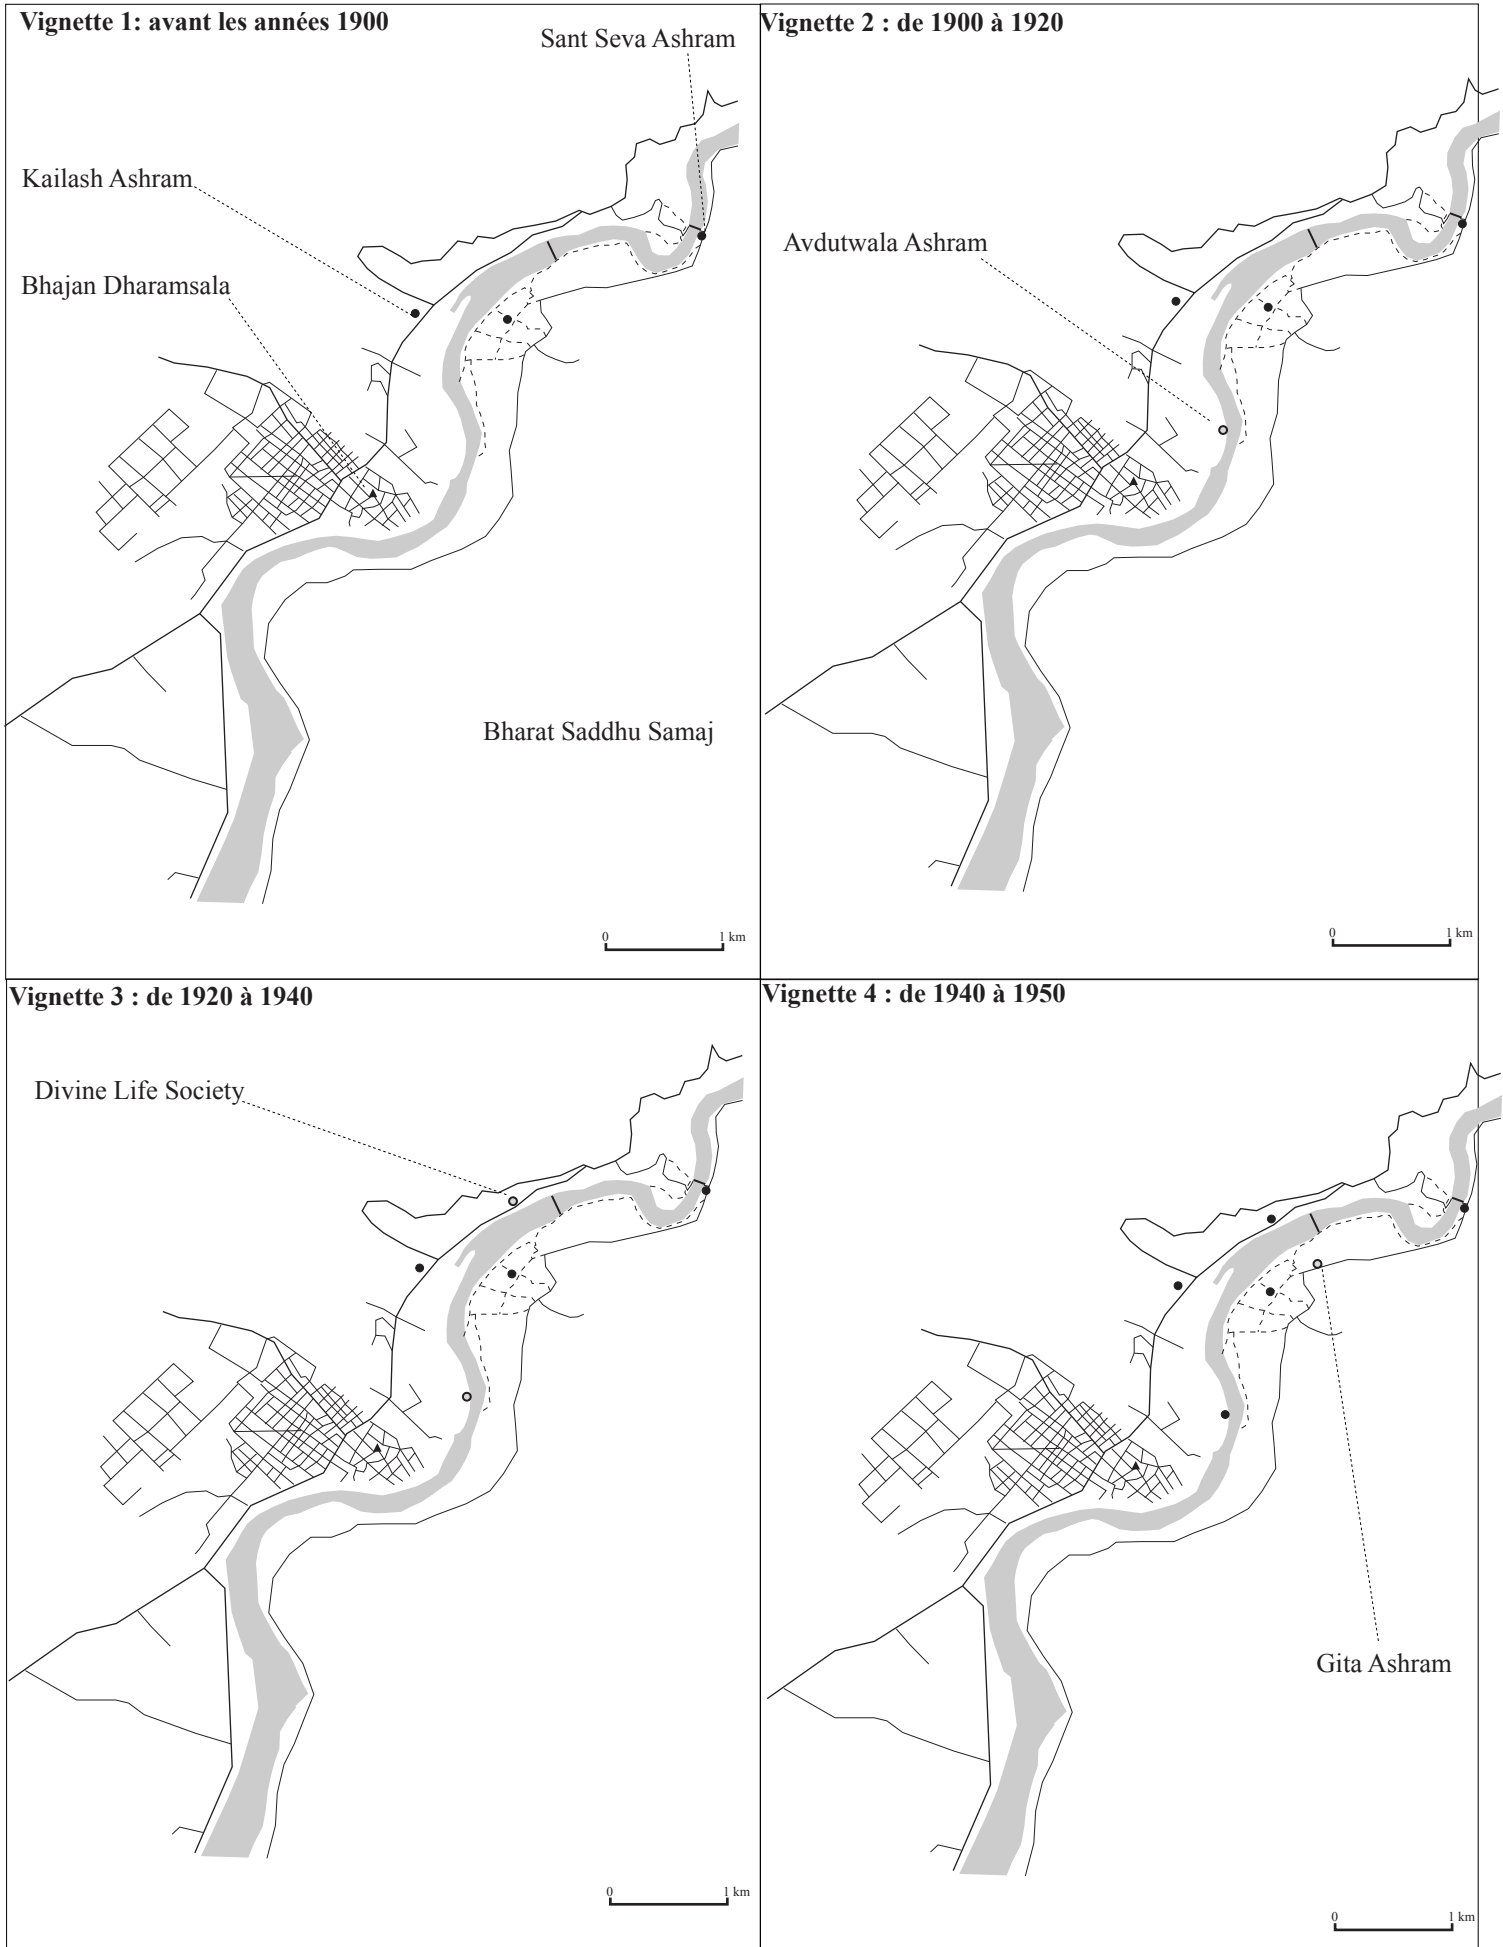 Vignette 1: avant les années 1900
Sant Seva Ashram
Kailash Ashram
Bhajan Dharamsala
Bharat Saddhu Samaj
0 1 km
Vignette 2 : de 1900 à 1920
Avdutwala Ashram
0 1 km
Vignette 3 : de 1920 à 1940
Divine Life Society
0 1 km
Vignette 4 : de 1940 à 1950
Gita Ashram
0 1 km